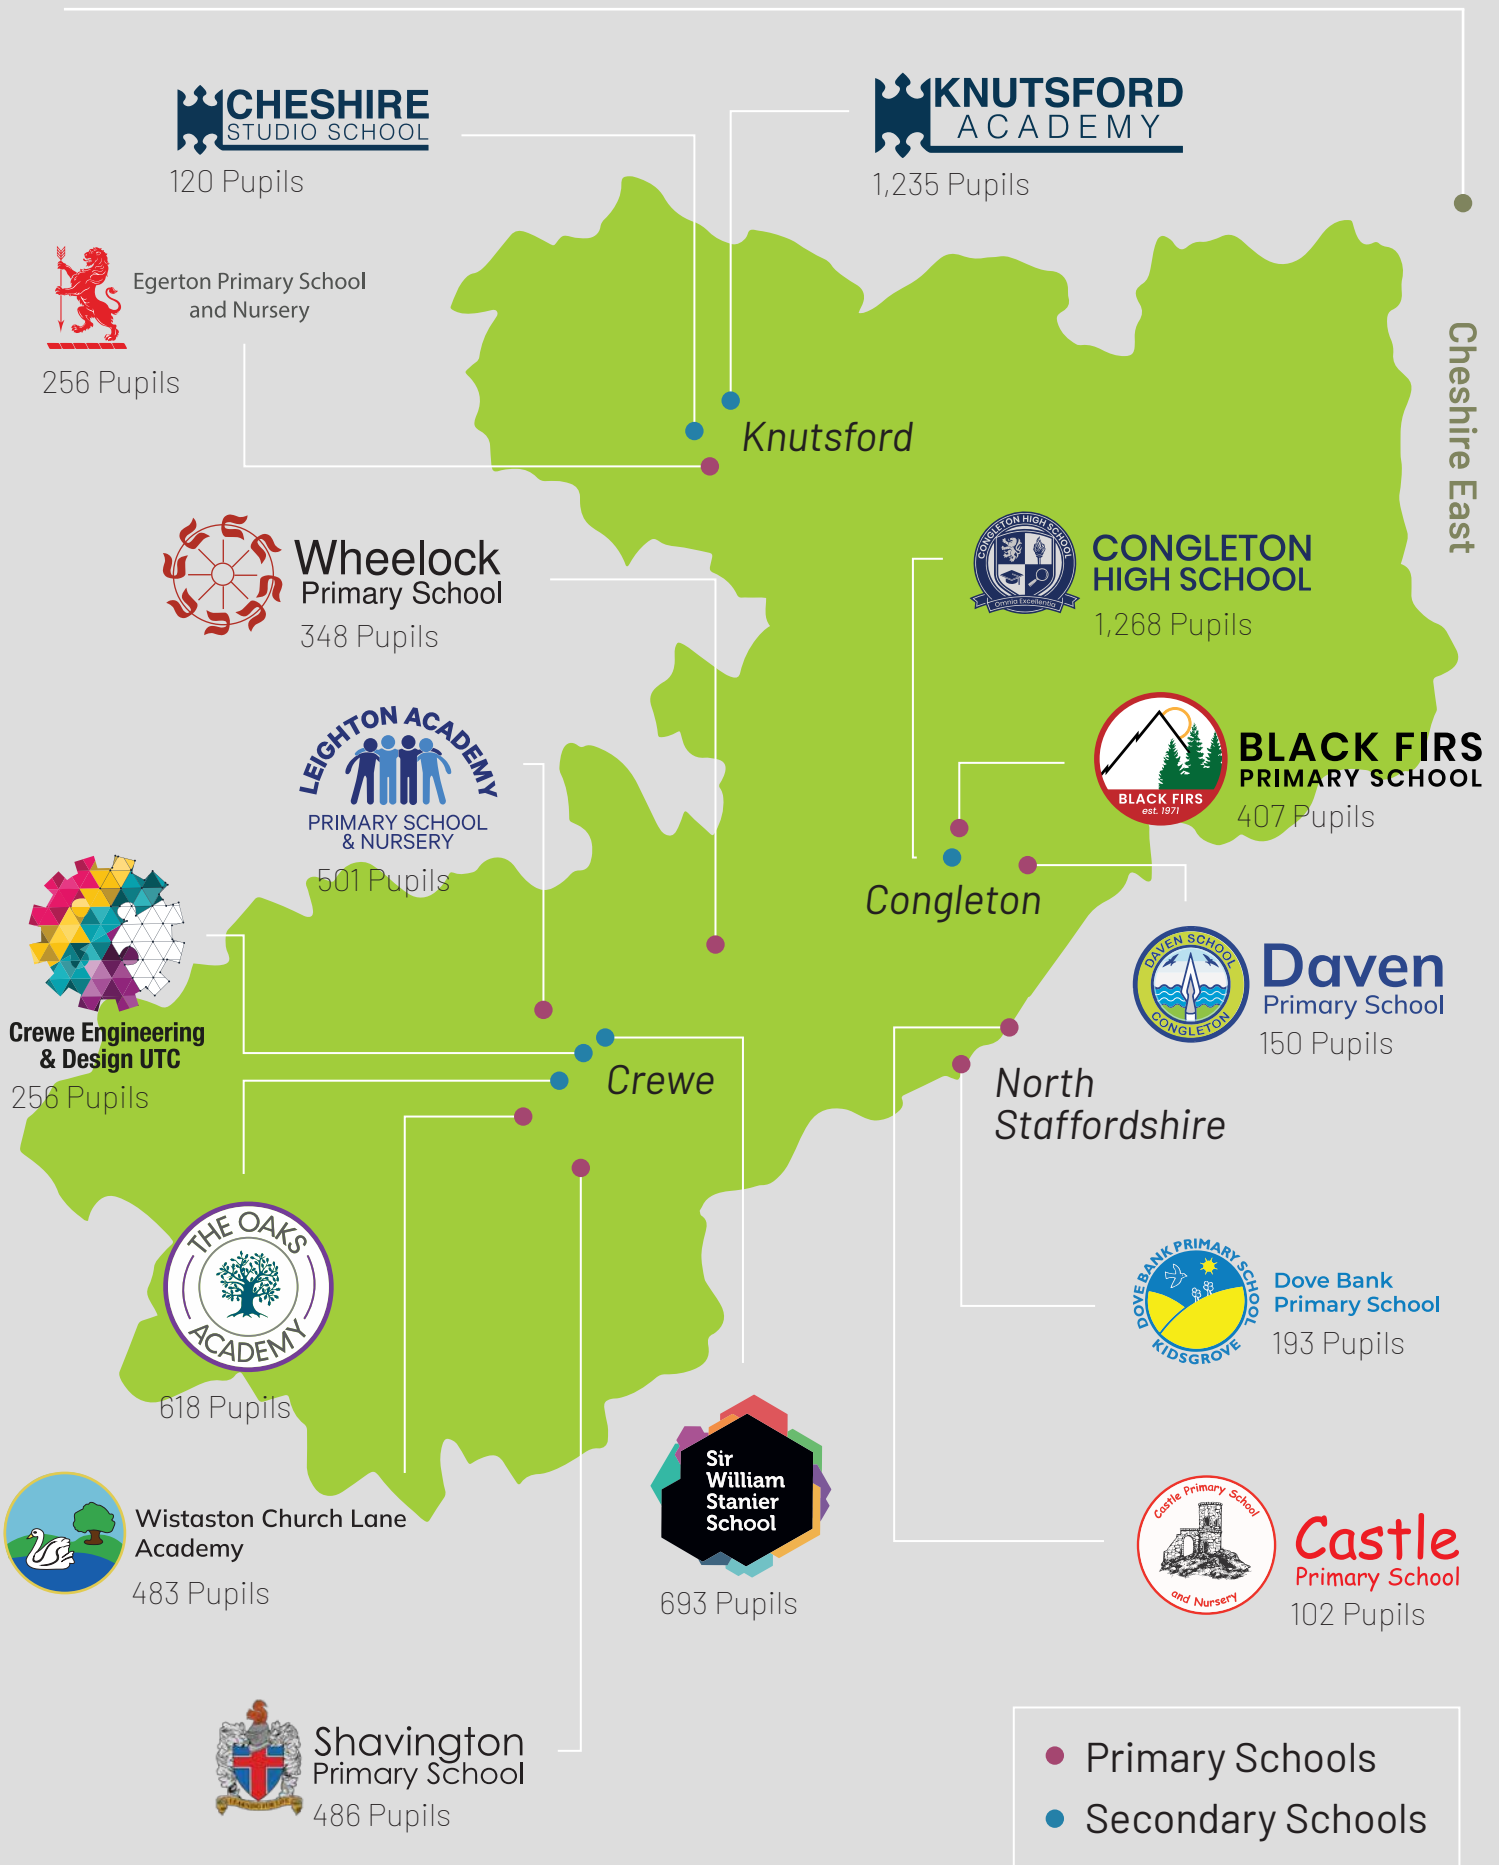 CHESHIRE
STUDIO SCHOOL
120 Pupils
KNUTSFORD
ACADEMY
1,235 Pupils
Egerton Primary School
and Nursery
256 Pupils
Cheshire East
Knutsford
Wheelock
Primary School
348 Pupils
CONGLETON HIGH SCHOOL
Omnia Excellentia
CONGLETON
HIGH SCHOOL
1,268 Pupils
LEIGHTON ACADEMY
PRIMARY SCHOOL
& NURSERY
501 Pupils
BLACK FIRS
est. 1971
BLACK FIRS
PRIMARY SCHOOL
407 Pupils
Congleton
Crewe Engineering
& Design UTC
256 Pupils
DAVEN SCHOOL
CONGLETON
Daven
Primary School
150 Pupils
Crewe
North
Staffordshire
THE OAKS
ACADEMY
618 Pupils
DOVE BANK PRIMARY SCHOOL
KIDSGROVE
Dove Bank
Primary School
193 Pupils
Sir
William
Stanier
School
693 Pupils
Wistaston Church Lane
Academy
483 Pupils
Castle Primary School
and Nursery
Castle
Primary School
102 Pupils
Shavington
Primary School
486 Pupils
Primary Schools
Secondary Schools